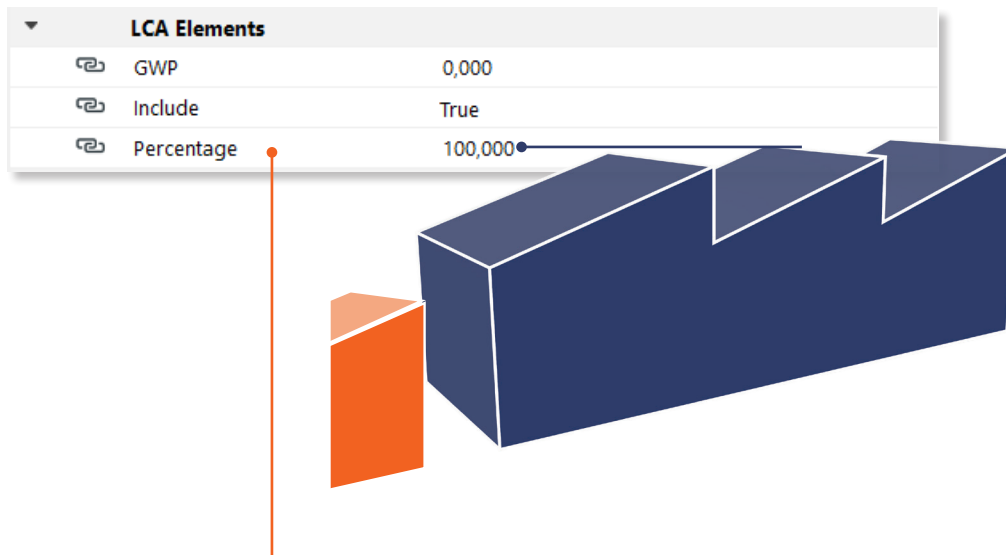 LCA Elements
GWP 0,000
Include True
Percentage 100,000